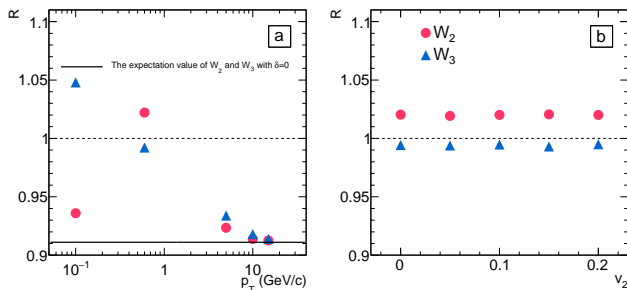 R
1.1
1.05
1
0.95
0.9
a
The expectation value of W₂ and W₃ with δ=0
10⁻¹
1
10
p_T (GeV/c)
R
1.1
1.05
1
0.95
0.9
b
W₂
W₃
0
0.1
0.2
v₂